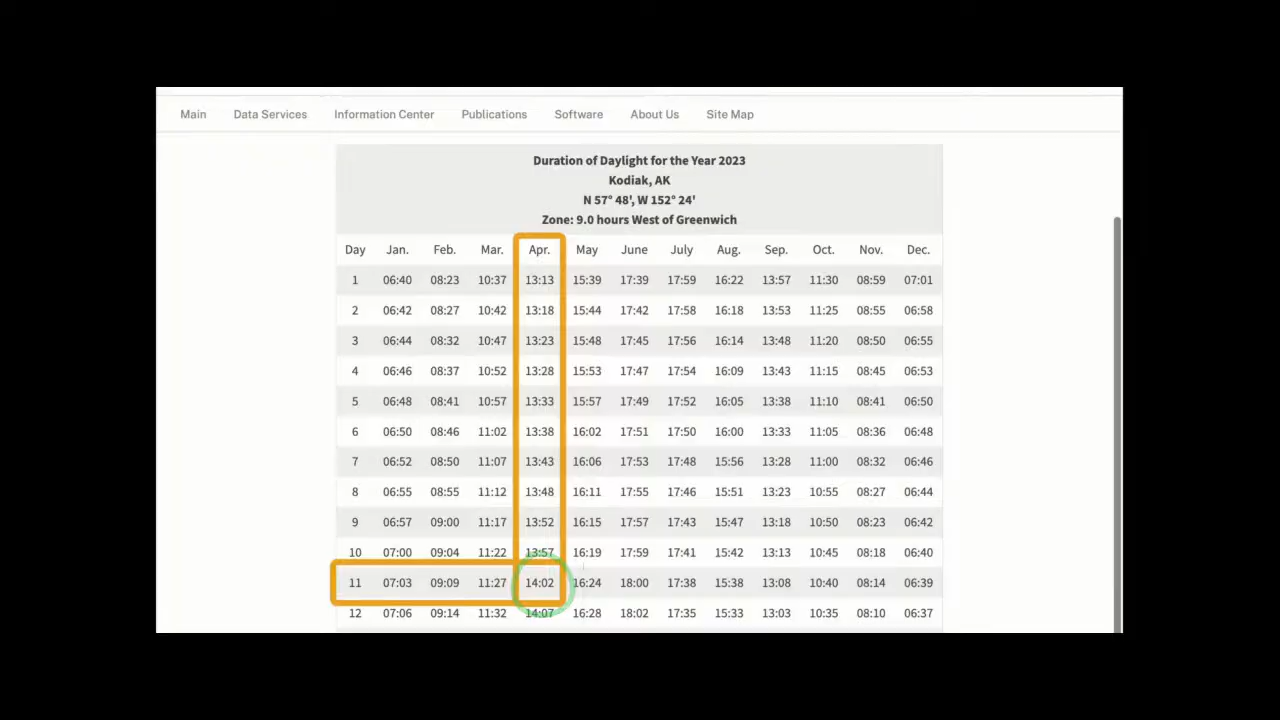 Main Data Services Information Center Publications Software About Us Site Map
Duration of Daylight for the Year 2023
Kodiak, AK
N 57° 48', W 152° 24'
Zone: 9.0 hours West of Greenwich
Day Jan. Feb. Mar. Apr. May June July Aug. Sep. Oct. Nov. Dec.
1 06:40 08:23 10:37 13:13 15:39 17:39 17:59 16:22 13:57 11:30 08:59 07:01
2 06:42 08:27 10:42 13:18 15:44 17:42 17:58 16:18 13:53 11:25 08:55 06:58
3 06:44 08:32 10:47 13:23 15:48 17:45 17:56 16:14 13:48 11:20 08:50 06:55
4 06:46 08:37 10:52 13:28 15:53 17:47 17:54 16:09 13:43 11:15 08:45 06:53
5 06:48 08:41 10:57 13:33 15:57 17:49 17:52 16:05 13:38 11:10 08:41 06:50
6 06:50 08:46 11:02 13:38 16:02 17:51 17:50 16:00 13:33 11:05 08:36 06:48
7 06:52 08:50 11:07 13:43 16:06 17:53 17:48 15:56 13:28 11:00 08:32 06:46
8 06:55 08:55 11:12 13:48 16:11 17:55 17:46 15:51 13:23 10:55 08:27 06:44
9 06:57 09:00 11:17 13:52 16:15 17:57 17:43 15:47 13:18 10:50 08:23 06:42
10 07:00 09:04 11:22 13:57 16:19 17:59 17:41 15:42 13:13 10:45 08:18 06:40
11 07:03 09:09 11:27 14:02 16:24 18:00 17:38 15:38 13:08 10:40 08:14 06:39
12 07:06 09:14 11:32 14:07 16:28 18:02 17:35 15:33 13:03 10:35 08:10 06:37